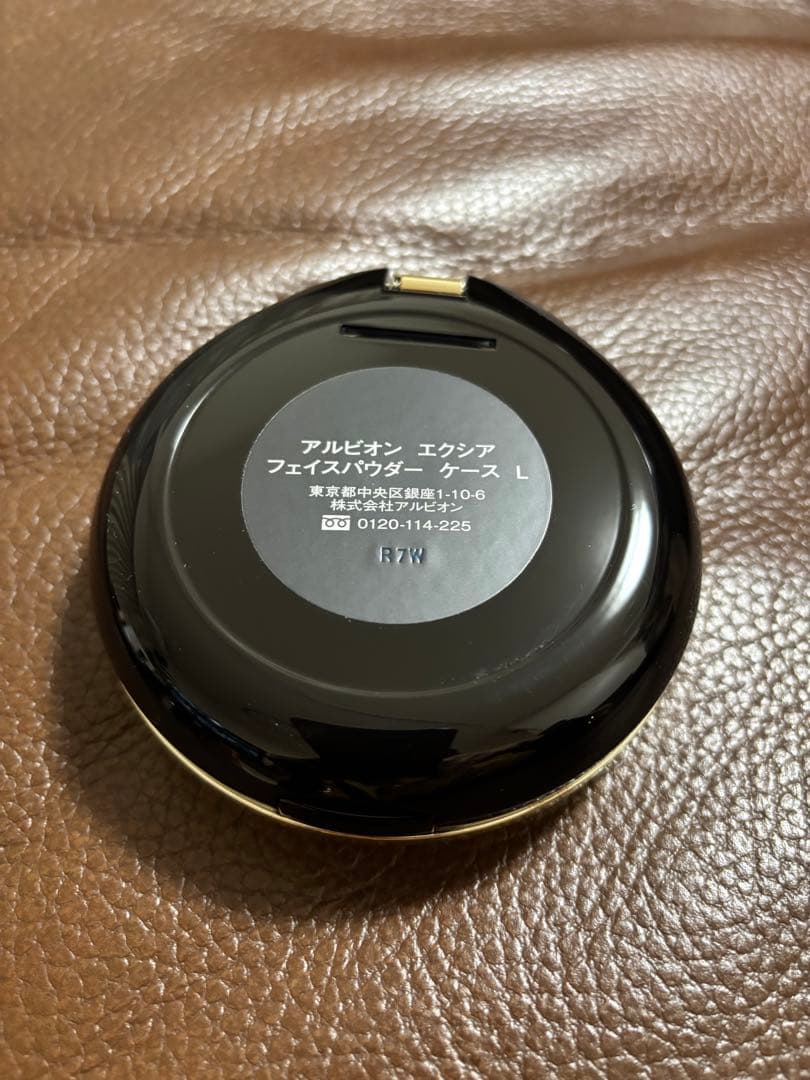 アルビオン エクシア
フェイスパウダー ケース L
東京都中央区銀座1-10-6
株式会社アルビオン
0120-114-225
R7W